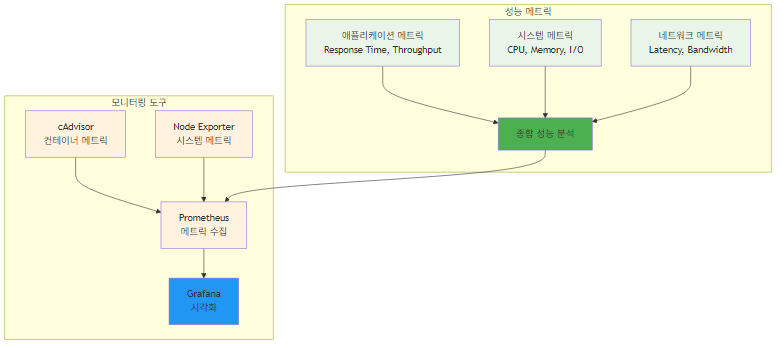 성능 메트릭
애플리케이션 메트릭
Response Time, Throughput
시스템 메트릭
CPU, Memory, I/O
네트워크 메트릭
Latency, Bandwidth
종합 성능 분석
모니터링 도구
cAdvisor
컨테이너 메트릭
Node Exporter
시스템 메트릭
Prometheus
메트릭 수집
Grafana
시각화